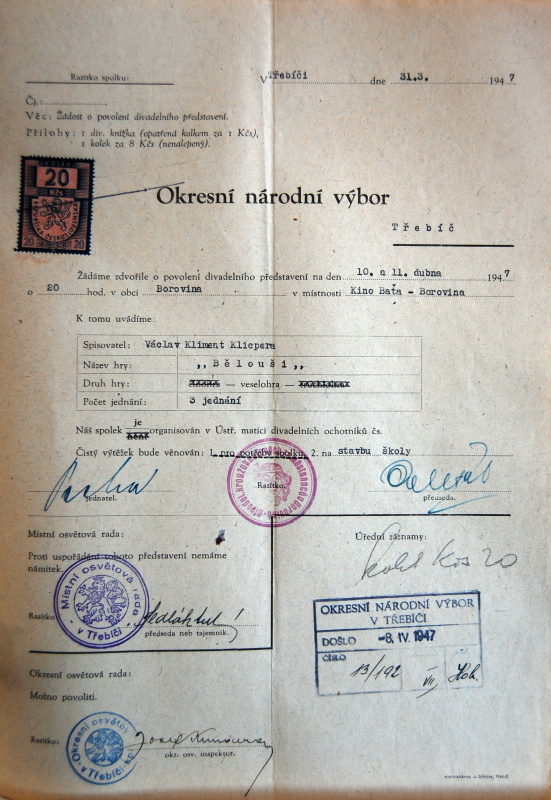 Razítko spolku:
V Třebíči dne 31.3. 1947
Čj.:
Věc: Žádost o povolení divadelního představení.
Přílohy: 1 div. knížka (opatřená kolkem za 1 Kčs),
1 kolek za 8 Kčs (nenalepený).
20
Kčs
REPUBLIKA ČESKOSLOVENSKÁ
20 20
Okresní národní výbor
Třebíč
Žádáme zdvořile o povolení divadelního představení na den 10. a 11. dubna 1947
o 20 hod. v obci Borovina v místnosti Kino Baťa - Borovina
K tomu uvádíme:
Spisovatel: Václav Kliment Klicpera
Název hry: ,,Bělouši,,
Druh hry: — veselohra —
Počet jednání: 3 jednání
Náš spolek je organisován v Ústř. matici divadelních ochotníků čs.
Čistý výtěžek bude věnován: 1. pro potřeby spolku, 2. na stavbu školy
jednatel. Razítko. předseda.
Místní osvětová rada:
Úřední záznamy:
Proti uspořádání tohoto představení nemáme
námitek.
Kolek Kčs 20
Místní osvětová rada
v Třebíči
Razítko
předseda neb tajemník.
OKRESNÍ NÁRODNÍ VÝBOR
V TŘEBÍČI
DOŠLO -8. IV. 1947
ČÍSLO
13/192 VII
Okresní osvětová rada:
Možno povoliti.
Razítko:
Okresní osvětová
v Třebíči
okr. osv. inspektor.